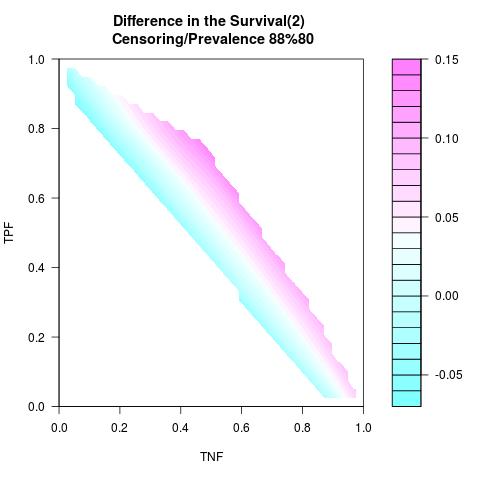 Difference in the Survival(2)
Censoring/Prevalence 88%80
1.0
0.8
0.6
0.4
0.2
0.0
TPF
0.0 0.2 0.4 0.6 0.8 1.0
TNF
0.15
0.10
0.05
0.00
-0.05